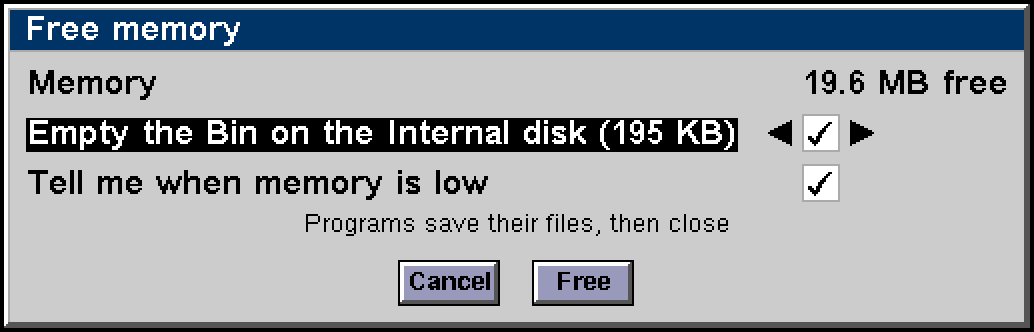 Free memory
Memory 19.6 MB free
Empty the Bin on the Internal disk (195 KB)
Tell me when memory is low
Programs save their files, then close
Cancel Free